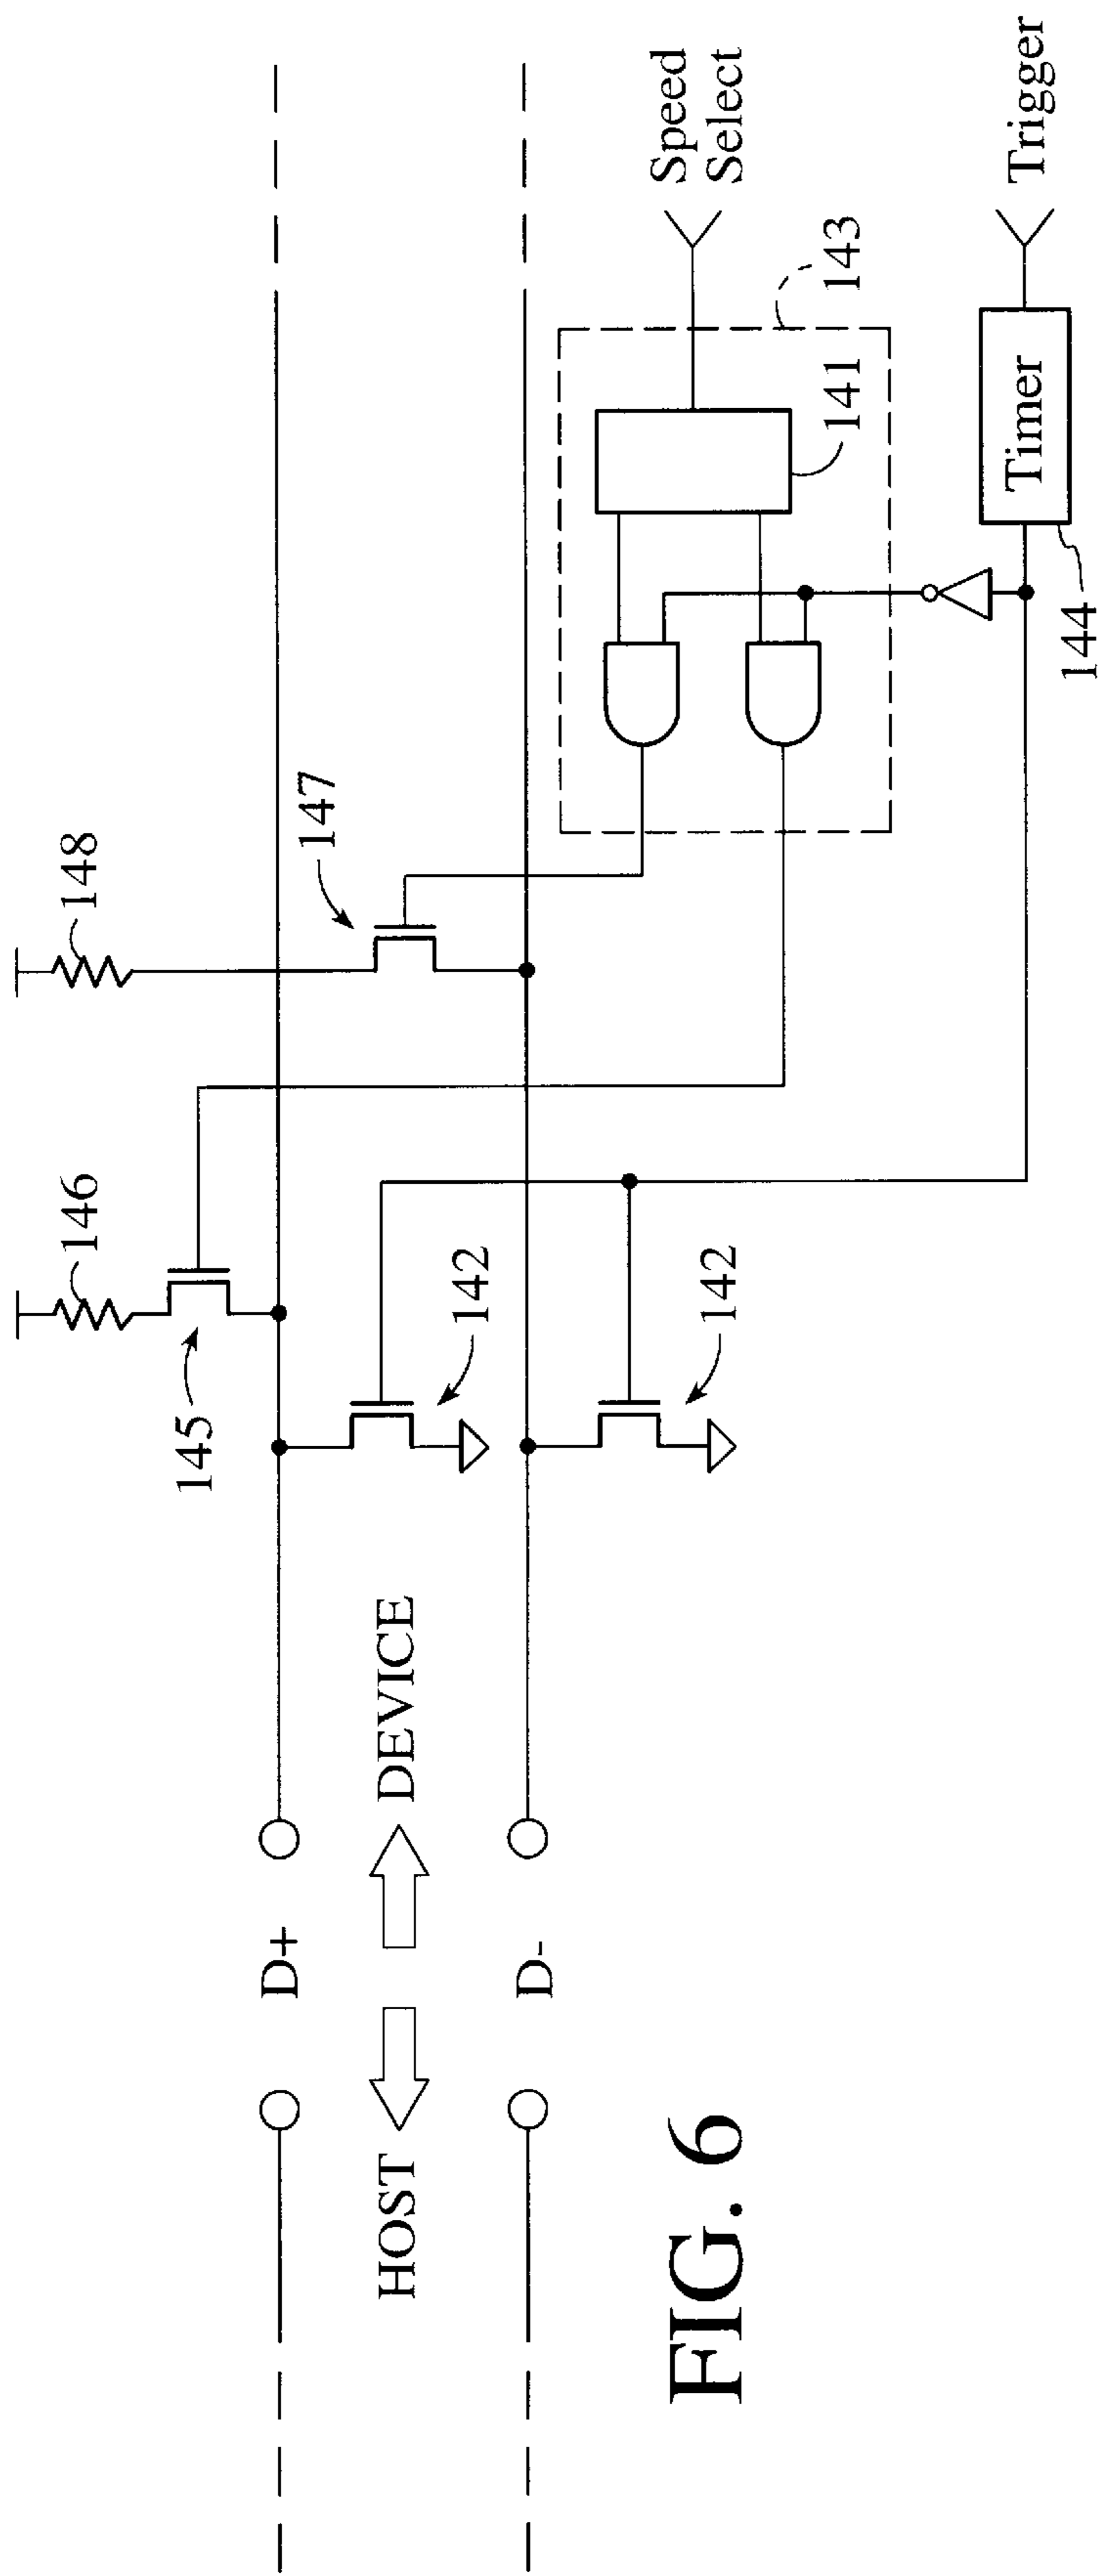 146
148
145
147
D+
HOST
DEVICE
142
D-
142
Speed
Select
143
141
Timer
Trigger
144
FIG. 6